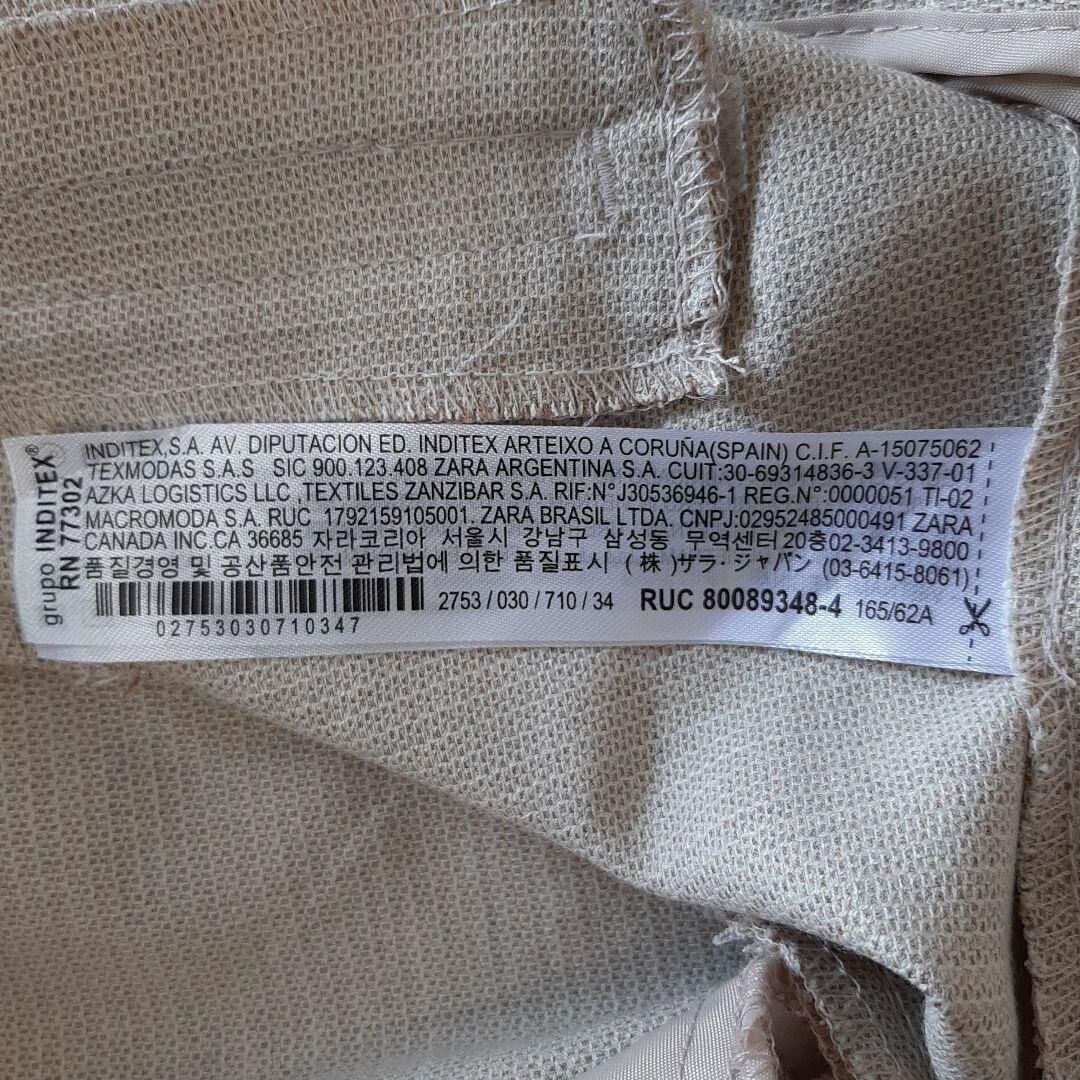 grupo INDITEX®
RN 77302
INDITEX,S.A. AV. DIPUTACION ED. INDITEX ARTEIXO A CORUÑA(SPAIN) C.I.F. A-15075062
TEXMODAS S.A.S SIC 900.123.408 ZARA ARGENTINA S.A. CUIT:30-69314836-3 V-337-01
AZKA LOGISTICS LLC ,TEXTILES ZANZIBAR S.A. RIF:N°J30536946-1 REG.N°:0000051 TI-02
MACROMODA S.A. RUC 1792159105001, ZARA BRASIL LTDA. CNPJ:02952485000491 ZARA
CANADA INC.CA 36685 자라코리아 서울시 강남구 삼성동 무역센터20층02-3413-9800
품질경영 및 공산품안전 관리법에 의한 품질표시 (株)ザラ・ジャパン (03-6415-8061)
2753 / 030 / 710 / 34 RUC 80089348-4 165/62A
02753030710347